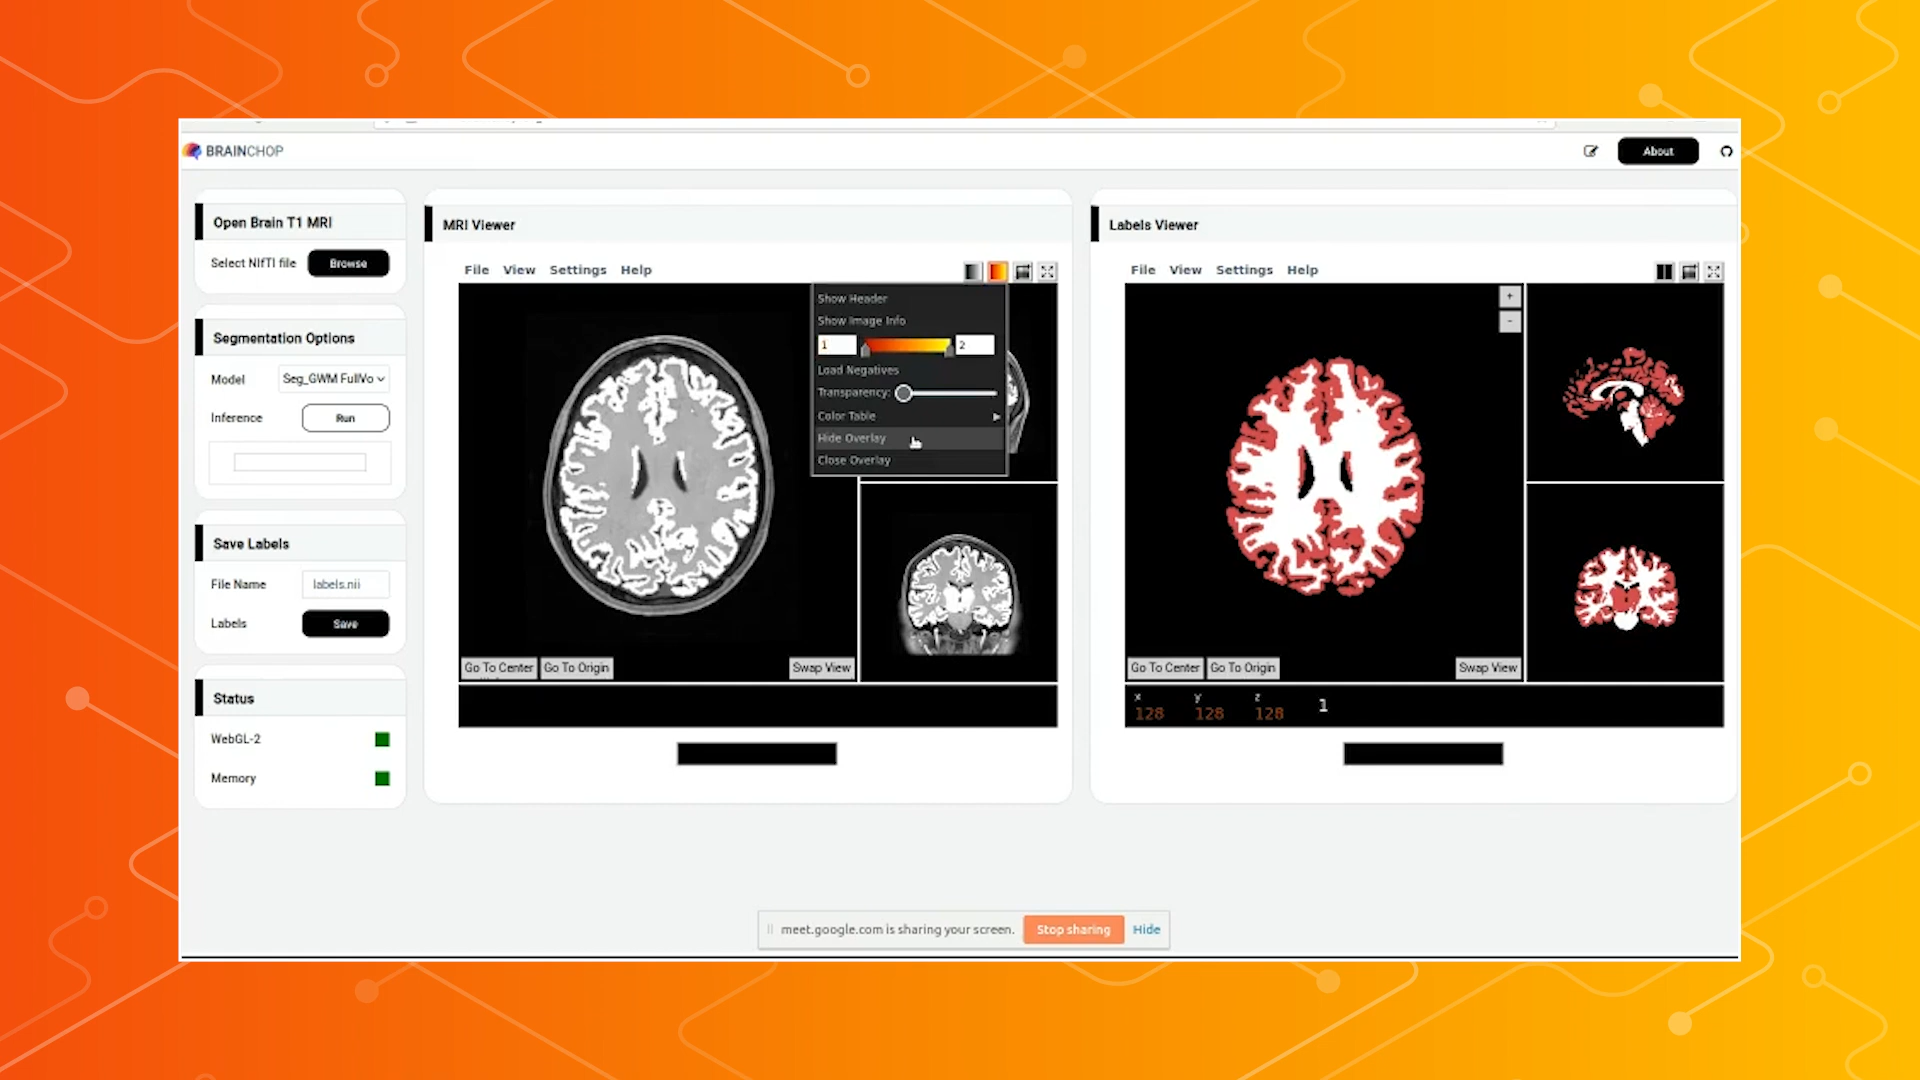 BRAINCHOP
About
Open Brain T1 MRI
Select NIfTI file
Browse
Segmentation Options
Model
Seg_GWM FullVo
Inference
Run
Save Labels
File Name
labels.nii
Labels
Save
Status
WebGL-2
Memory
MRI Viewer
File View Settings Help
Show Header
Show Image Info
1
2
Load Negatives
Transparency:
Color Table
Hide Overlay
Close Overlay
Go To Center
Go To Origin
Swap View
Labels Viewer
File View Settings Help
+
-
Go To Center
Go To Origin
Swap View
x y z
128 128 128 1
meet.google.com is sharing your screen.
Stop sharing
Hide